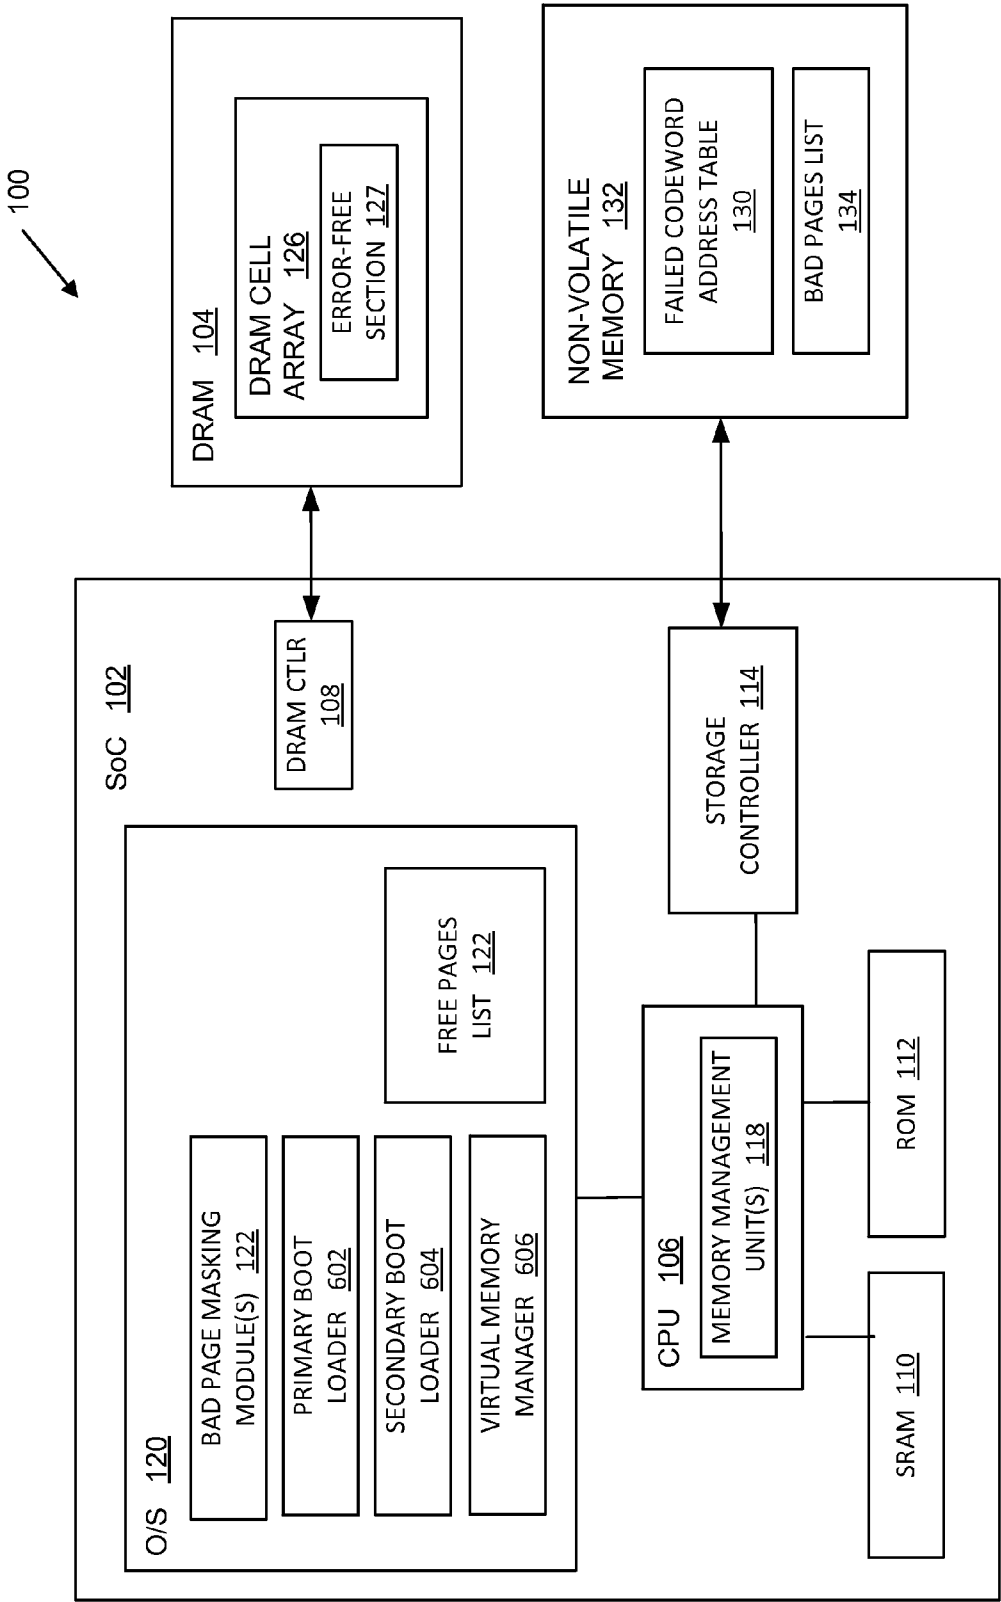 100
SoC 102
O/S 120
BAD PAGE MASKING
MODULE(S) 122
PRIMARY BOOT
LOADER 602
SECONDARY BOOT
LOADER 604
VIRTUAL MEMORY
MANAGER 606
FREE PAGES
LIST 122
DRAM CTLR
108
DRAM 104
DRAM CELL
ARRAY 126
ERROR-FREE
SECTION 127
CPU 106
MEMORY MANAGEMENT
UNIT(S) 118
STORAGE
CONTROLLER 114
NON-VOLATILE
MEMORY 132
FAILED CODEWORD
ADDRESS TABLE
130
BAD PAGES LIST
134
SRAM 110
ROM 112